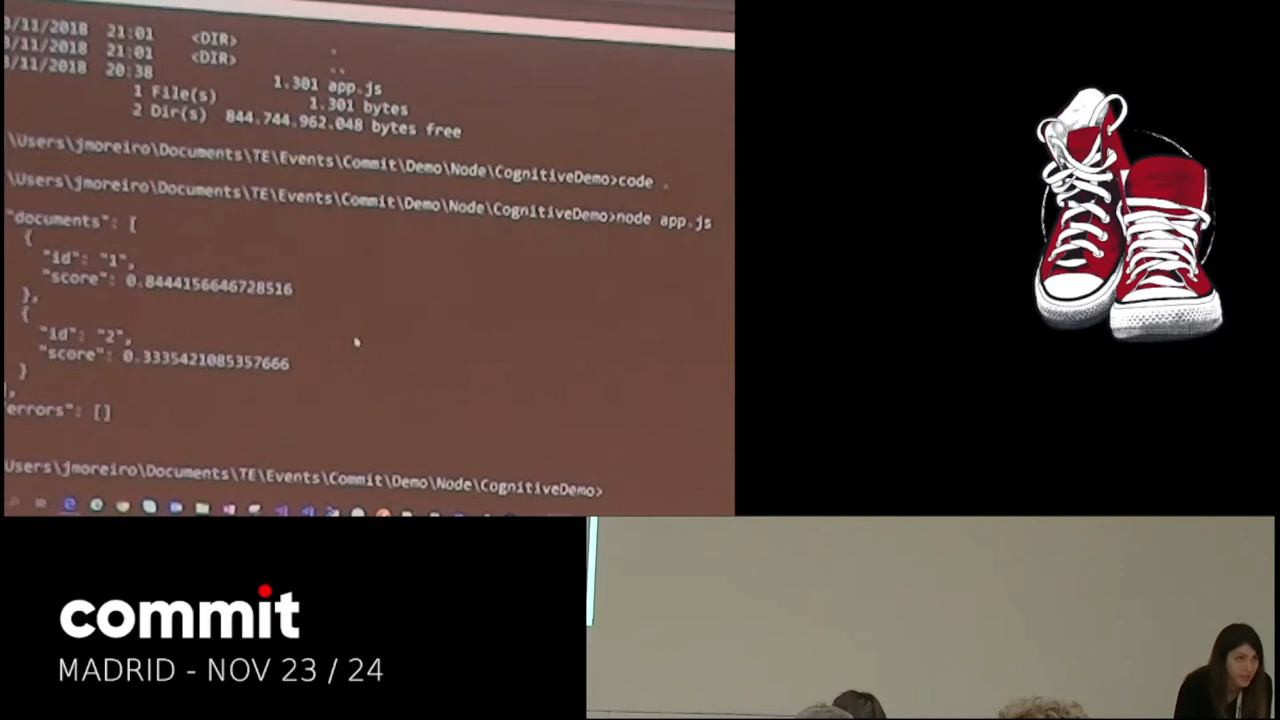 3/11/2018 21:01 <DIR> .
3/11/2018 21:01 <DIR> ..
3/11/2018 20:38 1.301 app.js
1 File(s) 1.301 bytes
2 Dir(s) 844.744.962.048 bytes free
\Users\jmoreiro\Documents\TE\Events\Commit\Demo\Node\CognitiveDemo>code .
\Users\jmoreiro\Documents\TE\Events\Commit\Demo\Node\CognitiveDemo>node app.js
"documents": [
{
"id": "1",
"score": 0.8444156646728516
},
{
"id": "2",
"score": 0.3335421085357666
}
],
errors": []
Users\jmoreiro\Documents\TE\Events\Commit\Demo\Node\CognitiveDemo>
commit
MADRID - NOV 23 / 24